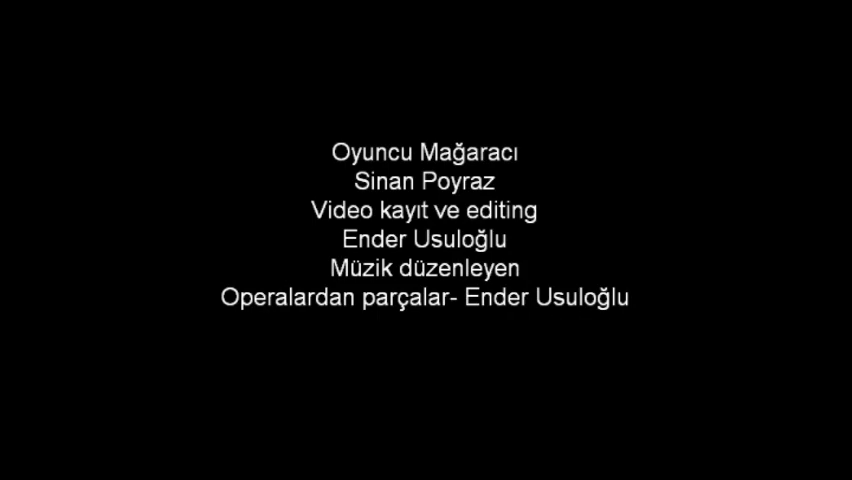 Oyuncu Mağaracı
Sinan Poyraz
Video kayıt ve editing
Ender Usuloğlu
Müzik düzenleyen
Operalardan parçalar- Ender Usuloğlu